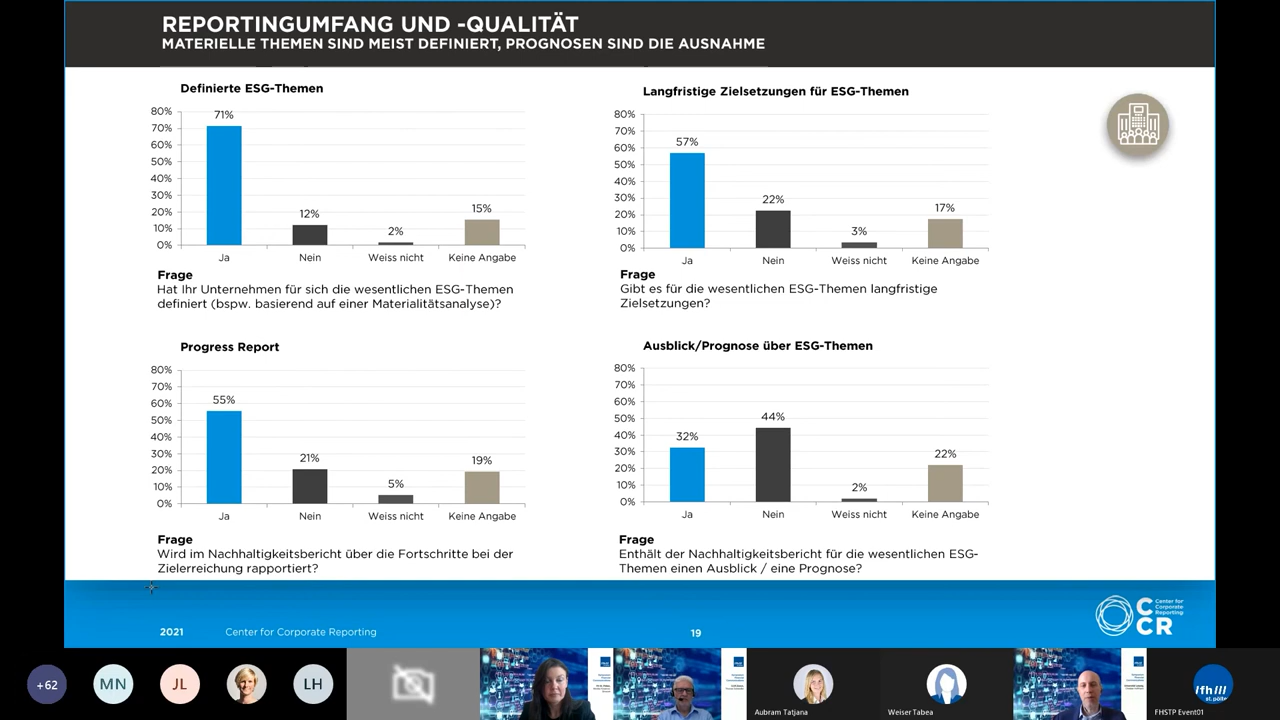 REPORTINGUMFANG UND -QUALITÄT
MATERIELLE THEMEN SIND MEIST DEFINIERT, PROGNOSEN SIND DIE AUSNAHME
Definierte ESG-Themen
80%
70%
60%
50%
40%
30%
20%
10%
0%
71%
12%
2%
15%
Ja
Nein
Weiss nicht
Keine Angabe
Frage
Hat Ihr Unternehmen für sich die wesentlichen ESG-Themen
definiert (bspw. basierend auf einer Materialitätsanalyse)?
Langfristige Zielsetzungen für ESG-Themen
80%
70%
60%
50%
40%
30%
20%
10%
0%
57%
22%
3%
17%
Ja
Nein
Weiss nicht
Keine Angabe
Frage
Gibt es für die wesentlichen ESG-Themen langfristige
Zielsetzungen?
Progress Report
80%
70%
60%
50%
40%
30%
20%
10%
0%
55%
21%
5%
19%
Ja
Nein
Weiss nicht
Keine Angabe
Frage
Wird im Nachhaltigkeitsbericht über die Fortschritte bei der
Zielerreichung rapportiert?
Ausblick/Prognose über ESG-Themen
80%
70%
60%
50%
40%
30%
20%
10%
0%
32%
44%
2%
22%
Ja
Nein
Weiss nicht
Keine Angabe
Frage
Enthält der Nachhaltigkeitsbericht für die wesentlichen ESG-
Themen einen Ausblick / eine Prognose?
2021
Center for Corporate Reporting
19
C
CR
Center for
Corporate
Reporting
+62
MN
JL
LH
Aubram Tatjana
Weiser Tabea
/fh///
st.pölten
FHSTP Event01